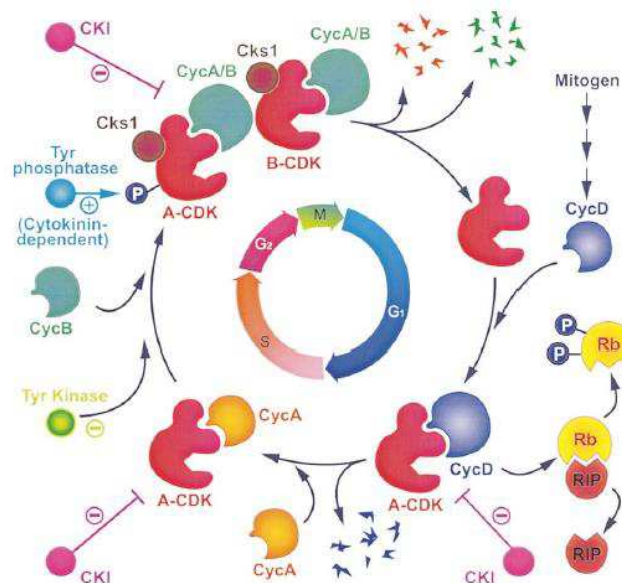 CKI
⊖
CycA/B
Cks1
CycA/B
Cks1
B-CDK
Tyr
phosphatase
⊕
(Cytokinin-
dependent)
P
A-CDK
Mitogen
CycD
M
G₂
G₁
S
CycB
Tyr Kinase
⊖
P
P
Rb
CycA
A-CDK
CycD
A-CDK
Rb
RIP
RIP
⊖
CKI
CycA
⊖
CKI